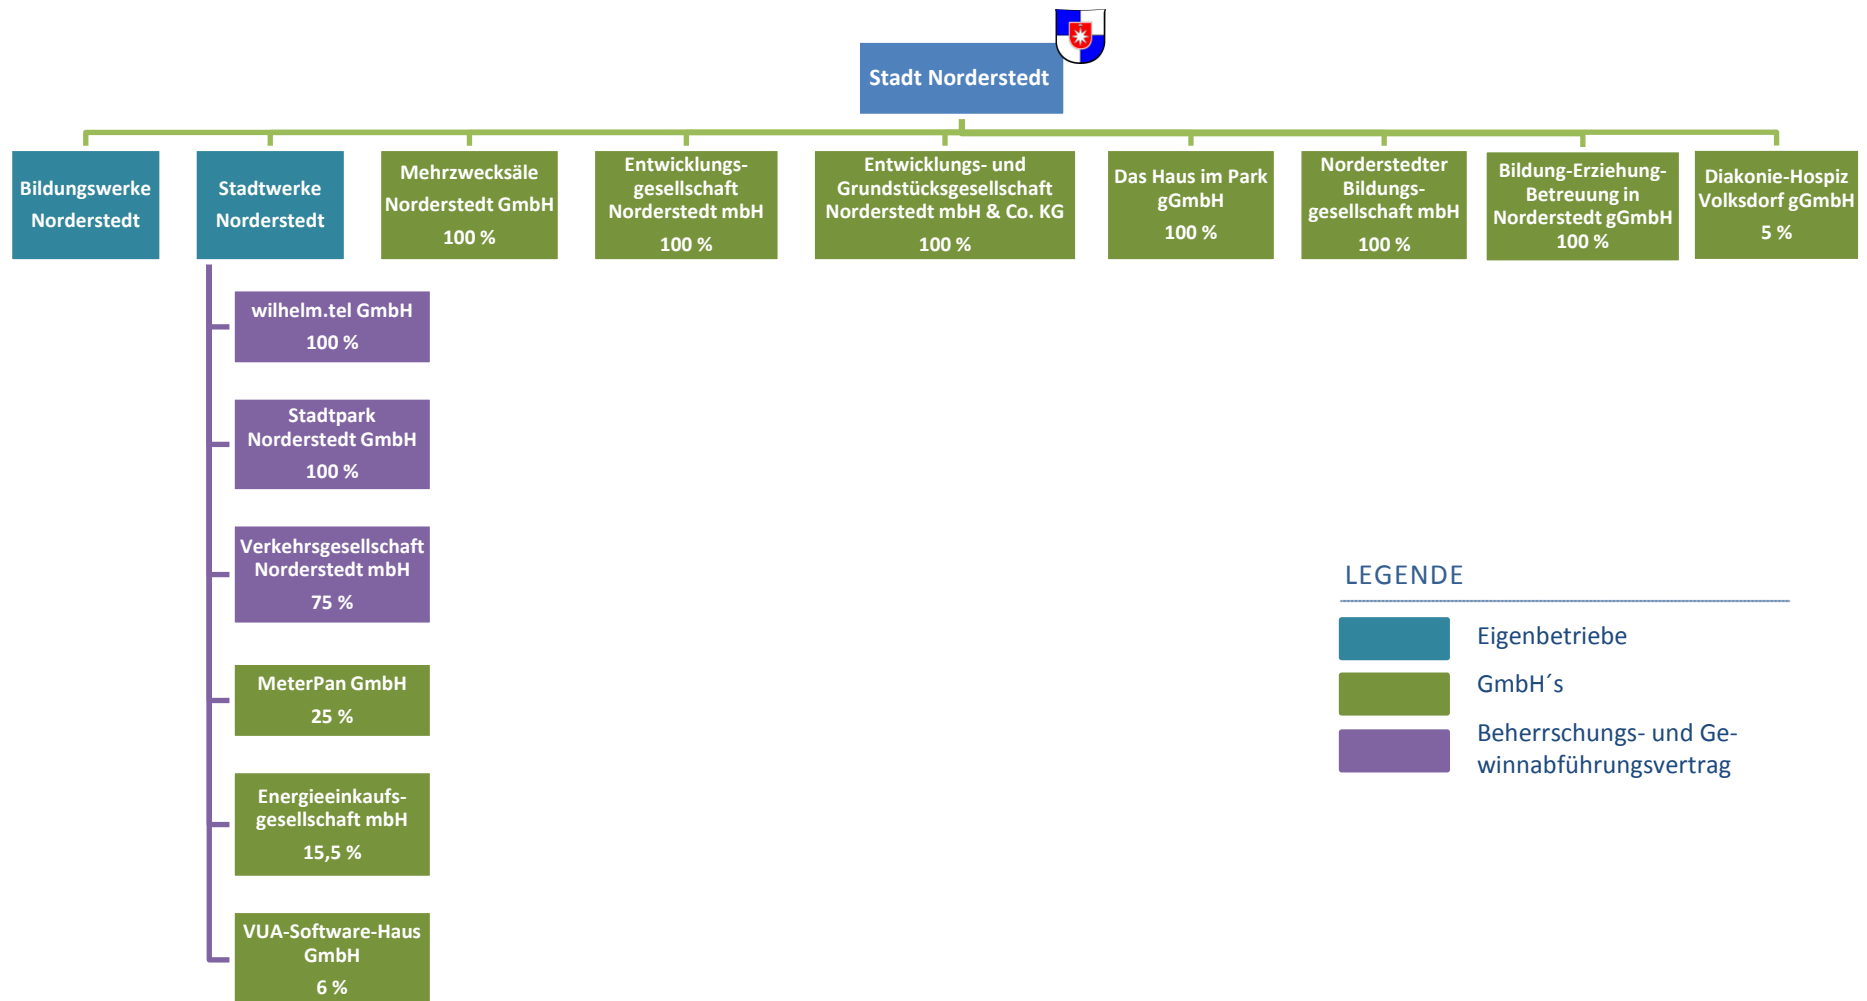 Stadt Norderstedt
Bildungswerke
Norderstedt
Stadtwerke
Norderstedt
Mehrzwecksäle
Norderstedt GmbH
100 %
Entwicklungs-
gesellschaft
Norderstedt mbH
100 %
Entwicklungs- und
Grundstücksgesellschaft
Norderstedt mbH & Co. KG
100 %
Das Haus im Park
gGmbH
100 %
Norderstedter
Bildungs-
gesellschaft mbH
100 %
Bildung-Erziehung-
Betreuung in
Norderstedt gGmbH
100 %
Diakonie-Hospiz
Volksdorf gGmbH
5 %
wilhelm.tel GmbH
100 %
Stadtpark
Norderstedt GmbH
100 %
Verkehrsgesellschaft
Norderstedt mbH
75 %
MeterPan GmbH
25 %
Energieeinkaufs-
gesellschaft mbH
15,5 %
VUA-Software-Haus
GmbH
6 %
LEGENDE
Eigenbetriebe
GmbH´s
Beherrschungs- und Ge-
winnabführungsvertrag